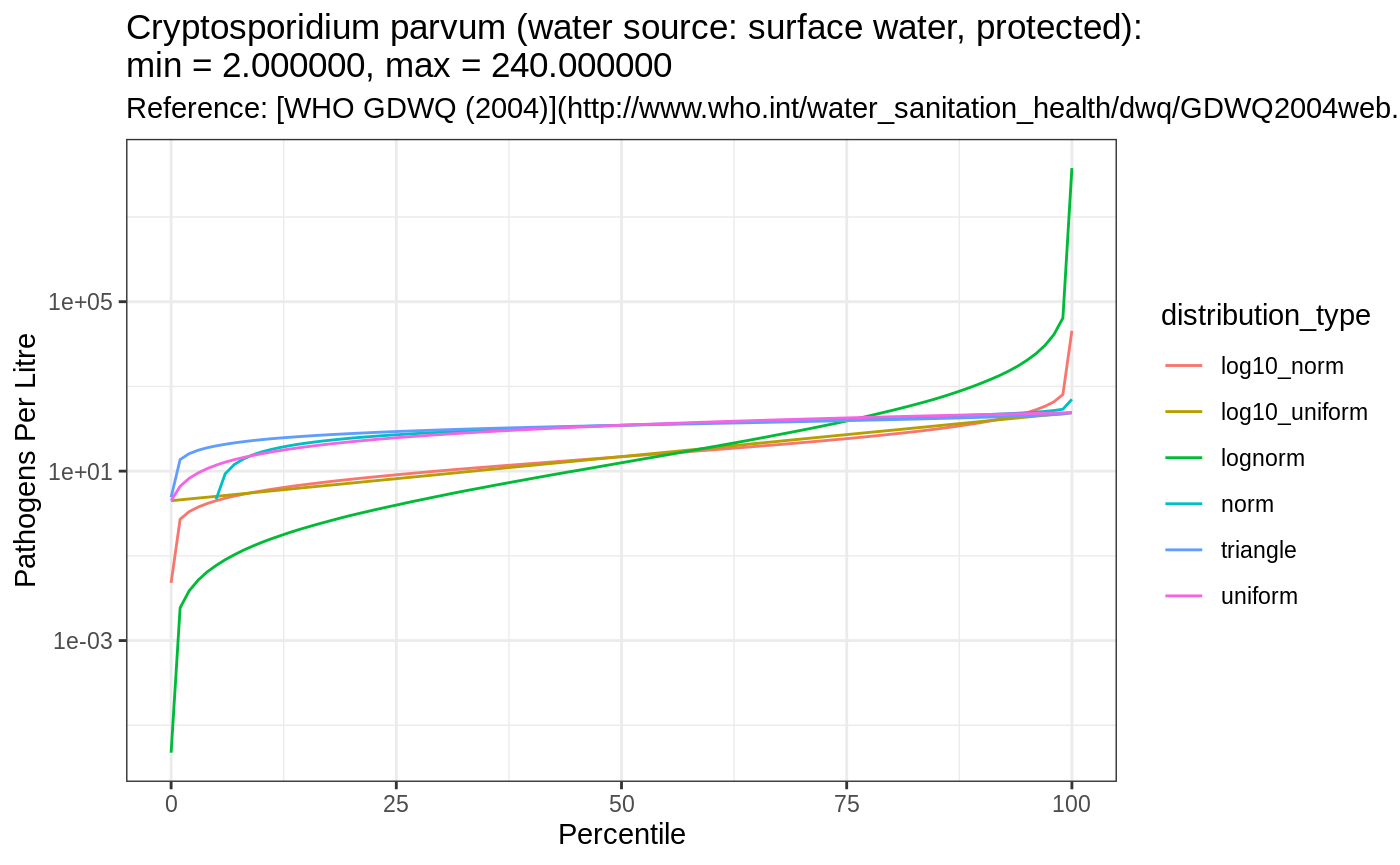 Cryptosporidium parvum (water source: surface water, protected):
min = 2.000000, max = 240.000000
Reference: [WHO GDWQ (2004)](http://www.who.int/water_sanitation_health/dwq/GDWQ2004web.
Pathogens Per Litre
1e+05
1e+01
1e-03
0 25 50 75 100
Percentile
distribution_type
log10_norm
log10_uniform
lognorm
norm
triangle
uniform